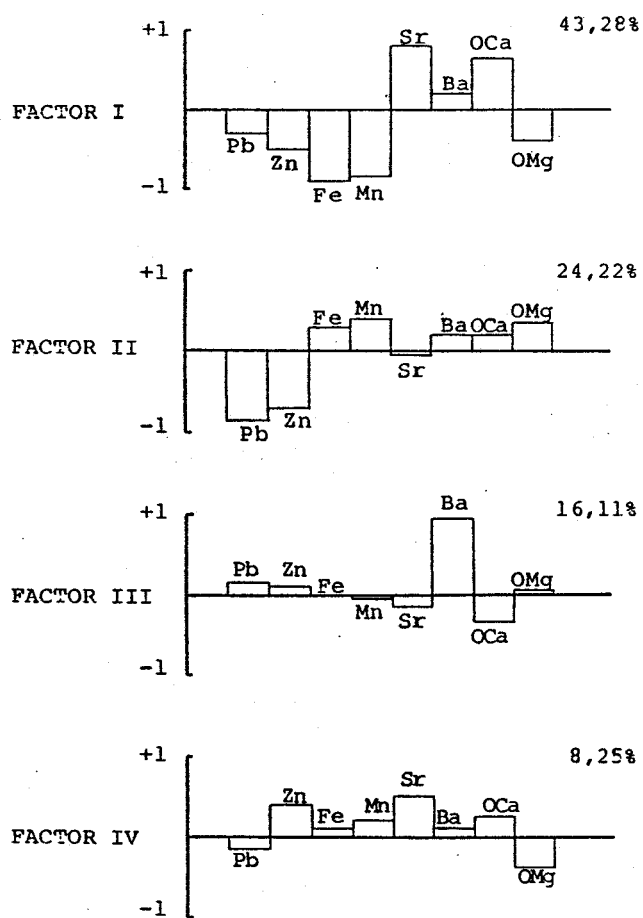 +1 Sr OCa 43,28%
Ba
FACTOR I
Pb Zn Fe Mn OMg
-1
+1 24,22%
Fe Mn Ba OCa OMg
FACTOR II
Sr
Pb Zn
-1
+1 Ba 16,11%
Pb Zn Fe OMg
FACTOR III
Mn Sr OCa
-1
+1 Sr 8,25%
Zn Fe Mn Ba OCa
FACTOR IV
Pb OMg
-1